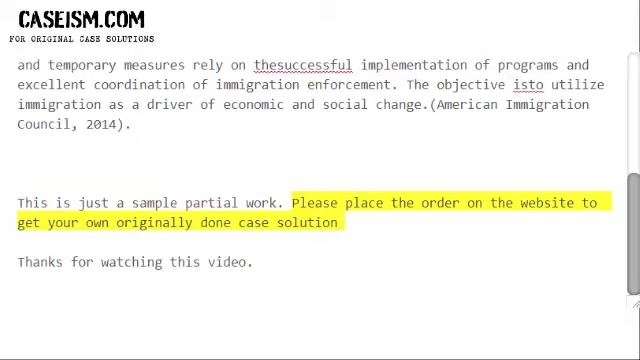 CASEISM.COM
FOR ORIGINAL CASE SOLUTIONS
and temporary measures rely on thesuccessful implementation of programs and
excellent coordination of immigration enforcement. The objective isto utilize
immigration as a driver of economic and social change.(American Immigration
Council, 2014).
This is just a sample partial work. Please place the order on the website to
get your own originally done case solution
Thanks for watching this video.